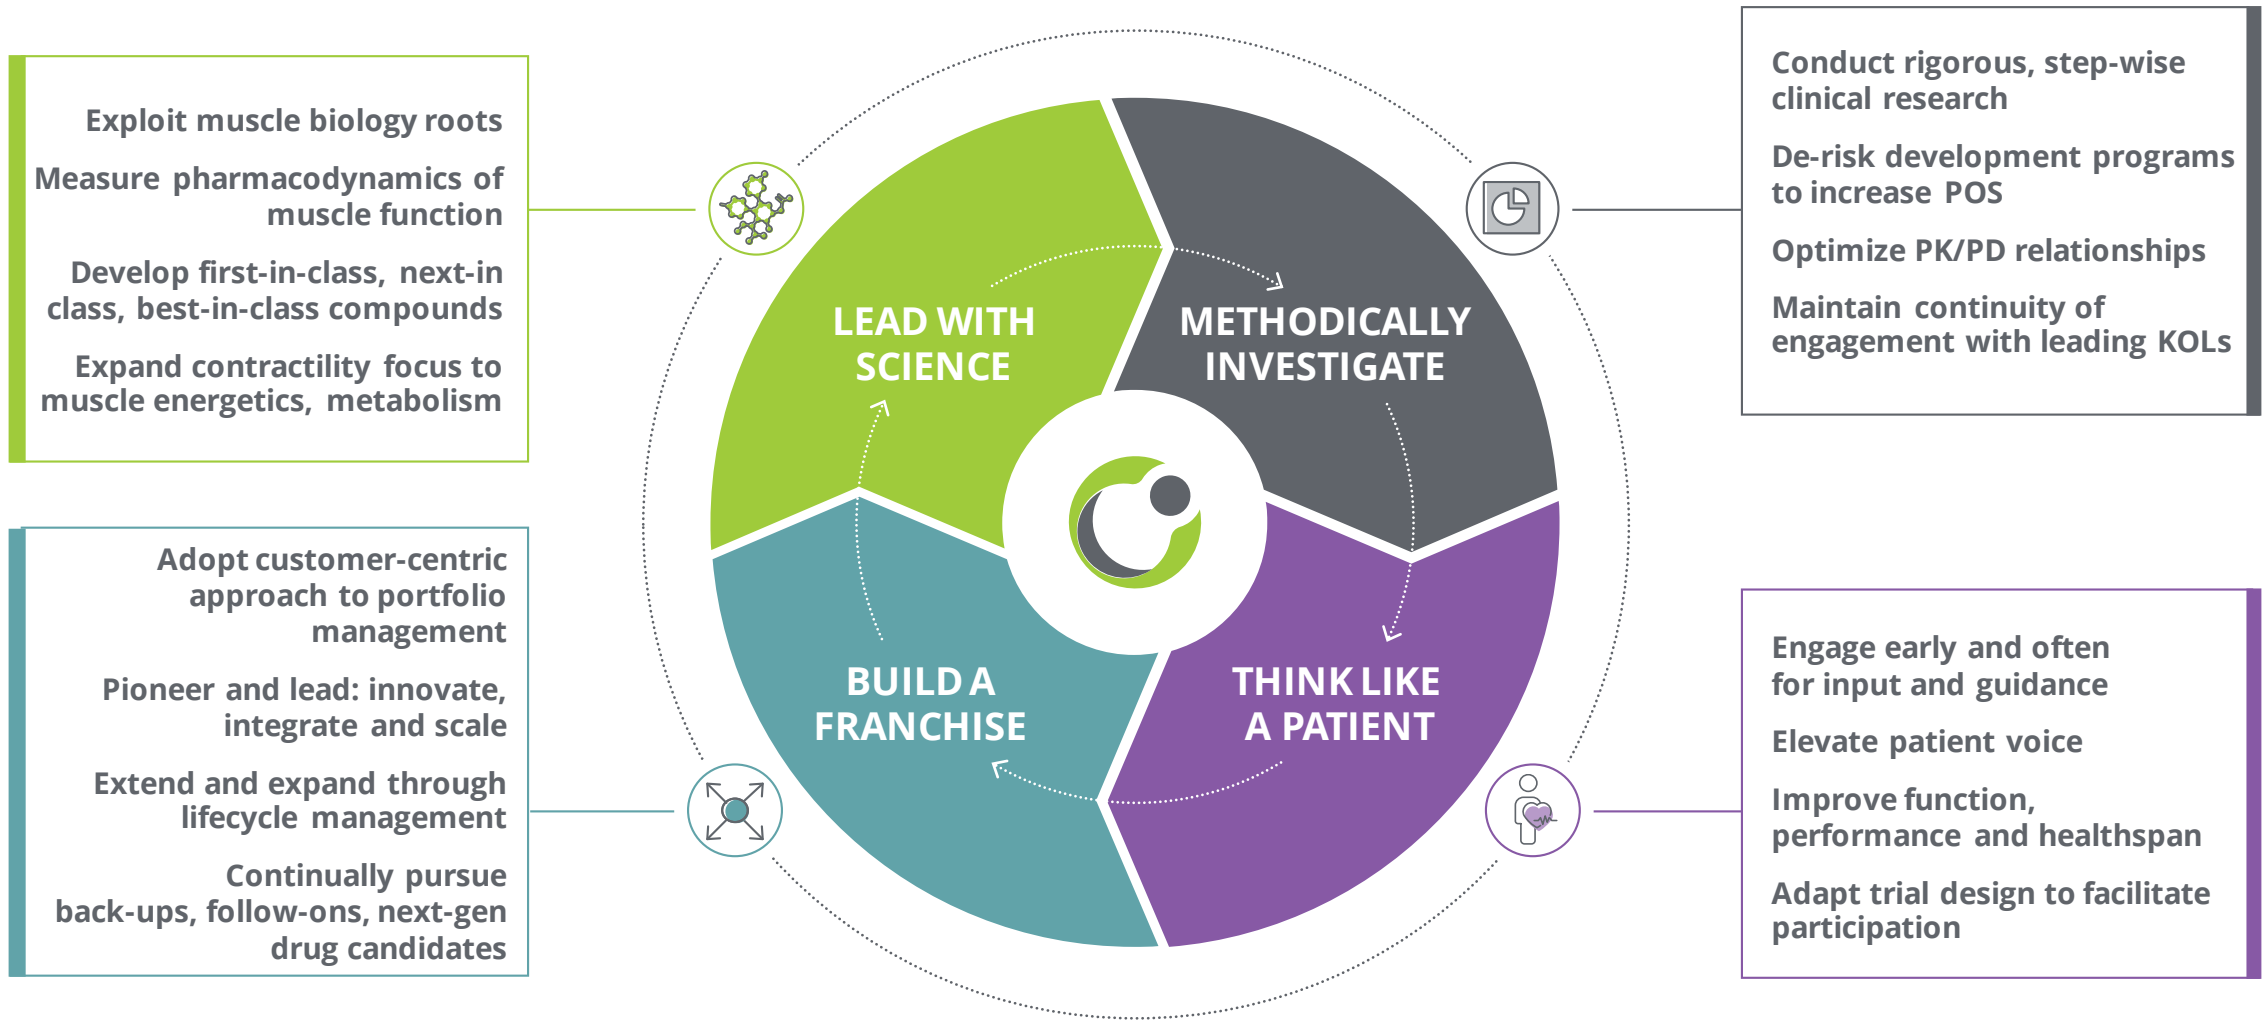 Exploit muscle biology roots
Measure pharmacodynamics of
muscle function
Develop first-in-class, next-in
class, best-in-class compounds
Expand contractility focus to
muscle energetics, metabolism
LEAD WITH
SCIENCE
METHODICALLY
INVESTIGATE
Conduct rigorous, step-wise
clinical research
De-risk development programs
to increase POS
Optimize PK/PD relationships
Maintain continuity of
engagement with leading KOLs
Adopt customer-centric
approach to portfolio
management
Pioneer and lead: innovate,
integrate and scale
Extend and expand through
lifecycle management
Continually pursue
back-ups, follow-ons, next-gen
drug candidates
BUILD A
FRANCHISE
THINK LIKE
A PATIENT
Engage early and often
for input and guidance
Elevate patient voice
Improve function,
performance and healthspan
Adapt trial design to facilitate
participation